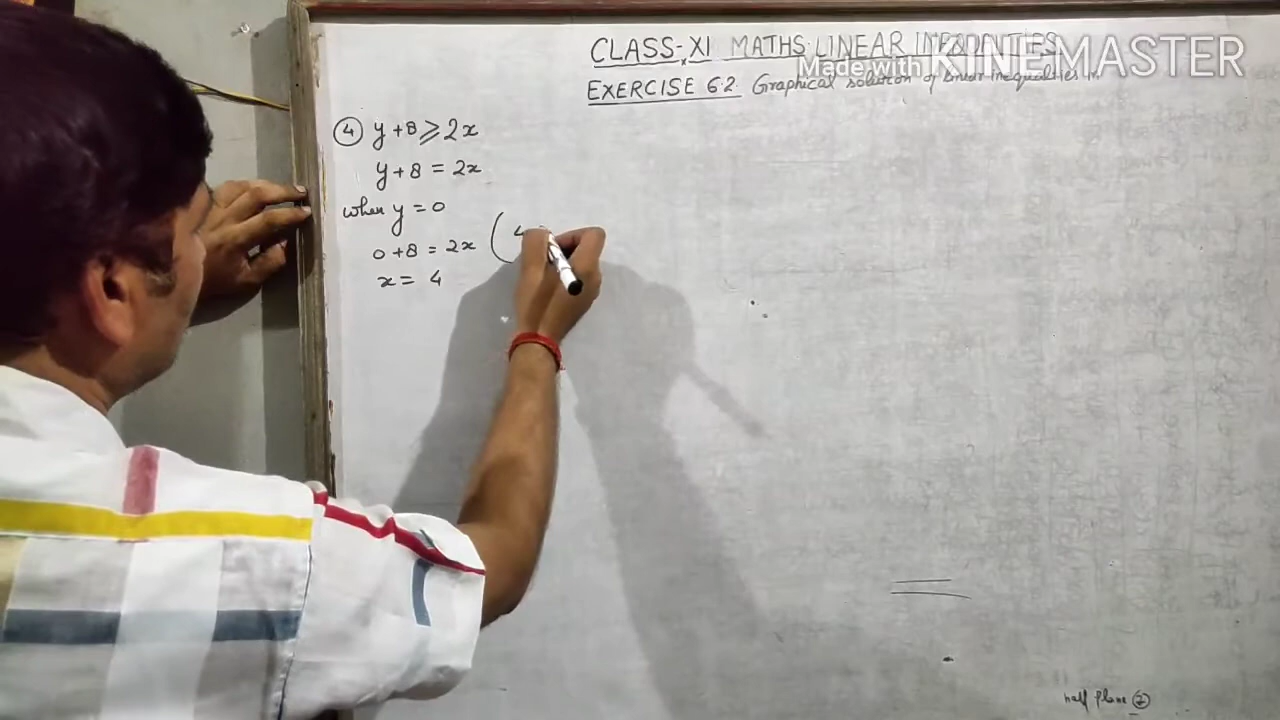 CLASS-XI MATHS. LINEAR INEQUALITIES
Made with KINEMASTER
EXERCISE 6.2. Graphical solution of linear inequalities in
④ y + 8 ⩾ 2x
y + 8 = 2x
when y = 0
0 + 8 = 2x (4
x = 4
half plane ②